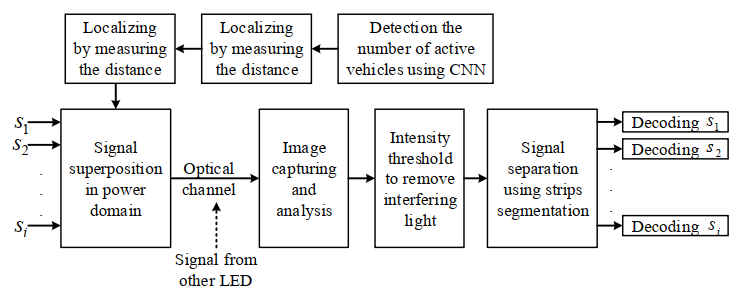 Localizing
by measuring
the distance
Localizing
by measuring
the distance
Detection the
number of active
vehicles using CNN
S1
S2
Si
Signal
superposition
in power
domain
Optical
channel
Signal from
other LED
Image
capturing
and
analysis
Intensity
threshold
to remove
interfering
light
Signal
separation
using strips
segmentation
Decoding S1
Decoding S2
Decoding Si